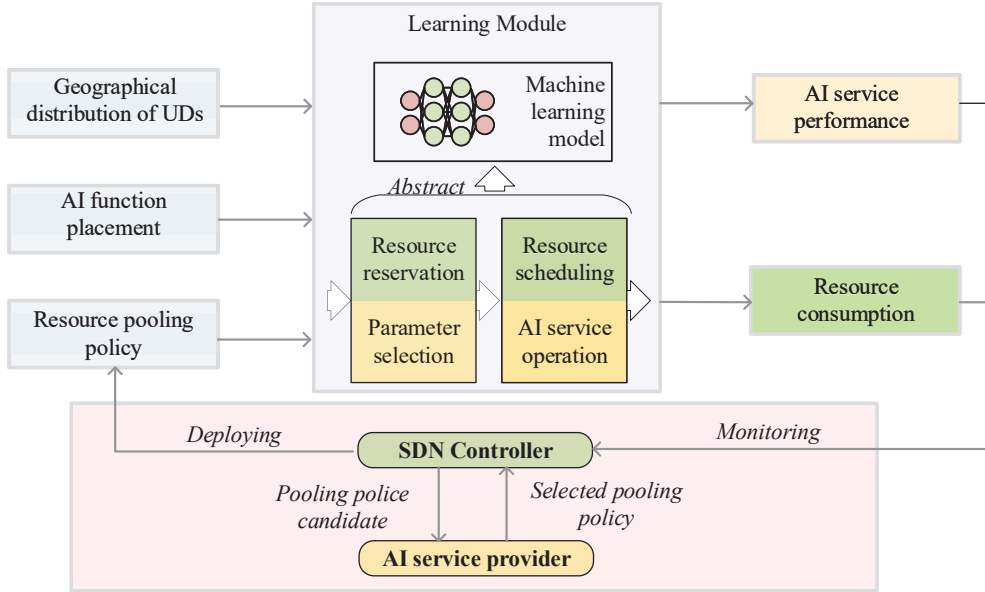 Learning Module
Geographical
distribution of UDs
Machine
learning
model
AI service
performance
AI function
placement
Abstract
Resource
reservation
Resource
scheduling
Parameter
selection
AI service
operation
Resource pooling
policy
Resource
consumption
Deploying
SDN Controller
Monitoring
Pooling police
candidate
Selected pooling
policy
AI service provider